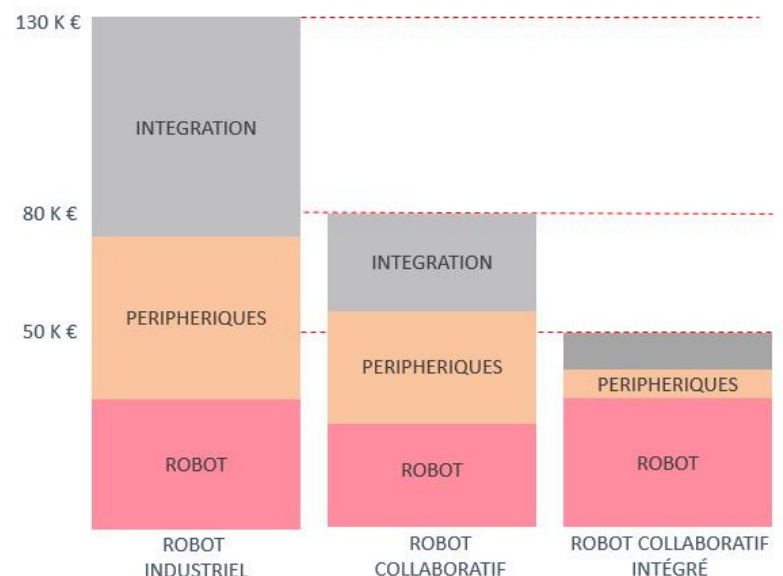 130 K €
INTEGRATION
80 K €
INTEGRATION
PERIPHERIQUES
50 K €
PERIPHERIQUES
PERIPHERIQUES
ROBOT
ROBOT
ROBOT
ROBOT
INDUSTRIEL
ROBOT
COLLABORATIF
ROBOT COLLABORATIF
INTÉGRÉ